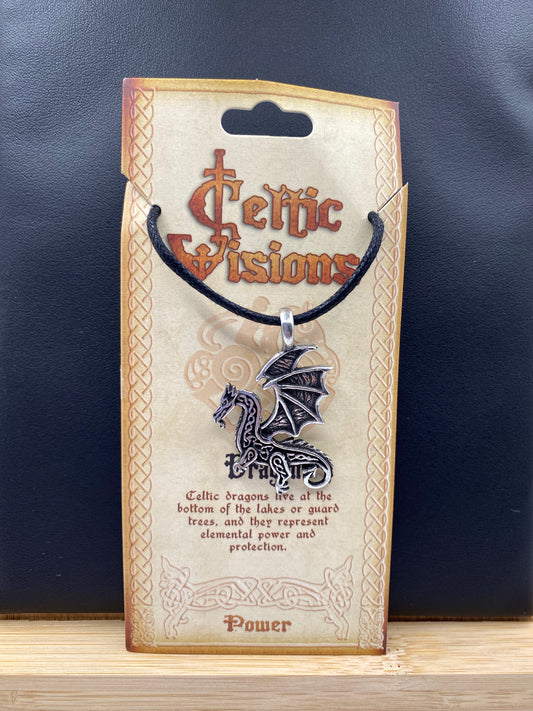 Celtic
Visions
Dragon
Celtic dragons live at the
bottom of the lakes or guard
trees, and they represent
elemental power and
protection.
Power